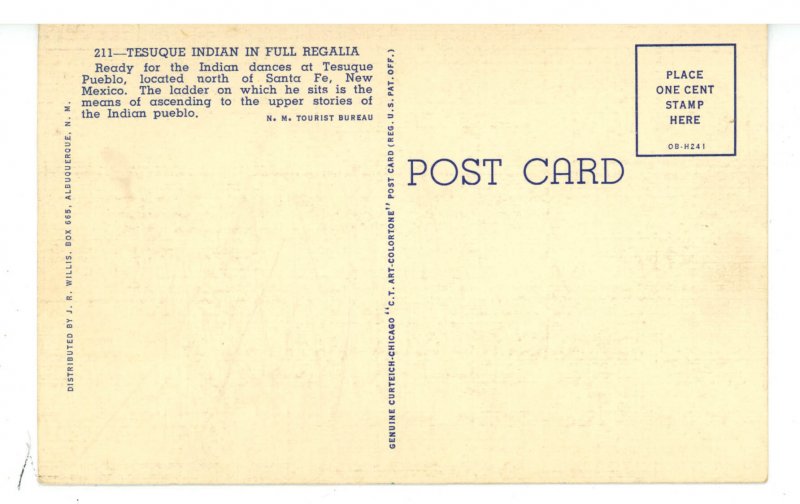 211—TESUQUE INDIAN IN FULL REGALIA
Ready for the Indian dances at Tesuque
Pueblo, located north of Santa Fe, New
Mexico. The ladder on which he sits is the
means of ascending to the upper stories of
the Indian pueblo.
N. M. TOURIST BUREAU
DISTRIBUTED BY J. R. WILLIS. BOX 665, ALBUQUERQUE, N. M.
GENUINE CURTEICH-CHICAGO "C.T. ART-COLORTONE" POST CARD (REG. U.S. PAT. OFF.)
POST CARD
PLACE
ONE CENT
STAMP
HERE
OB-H241